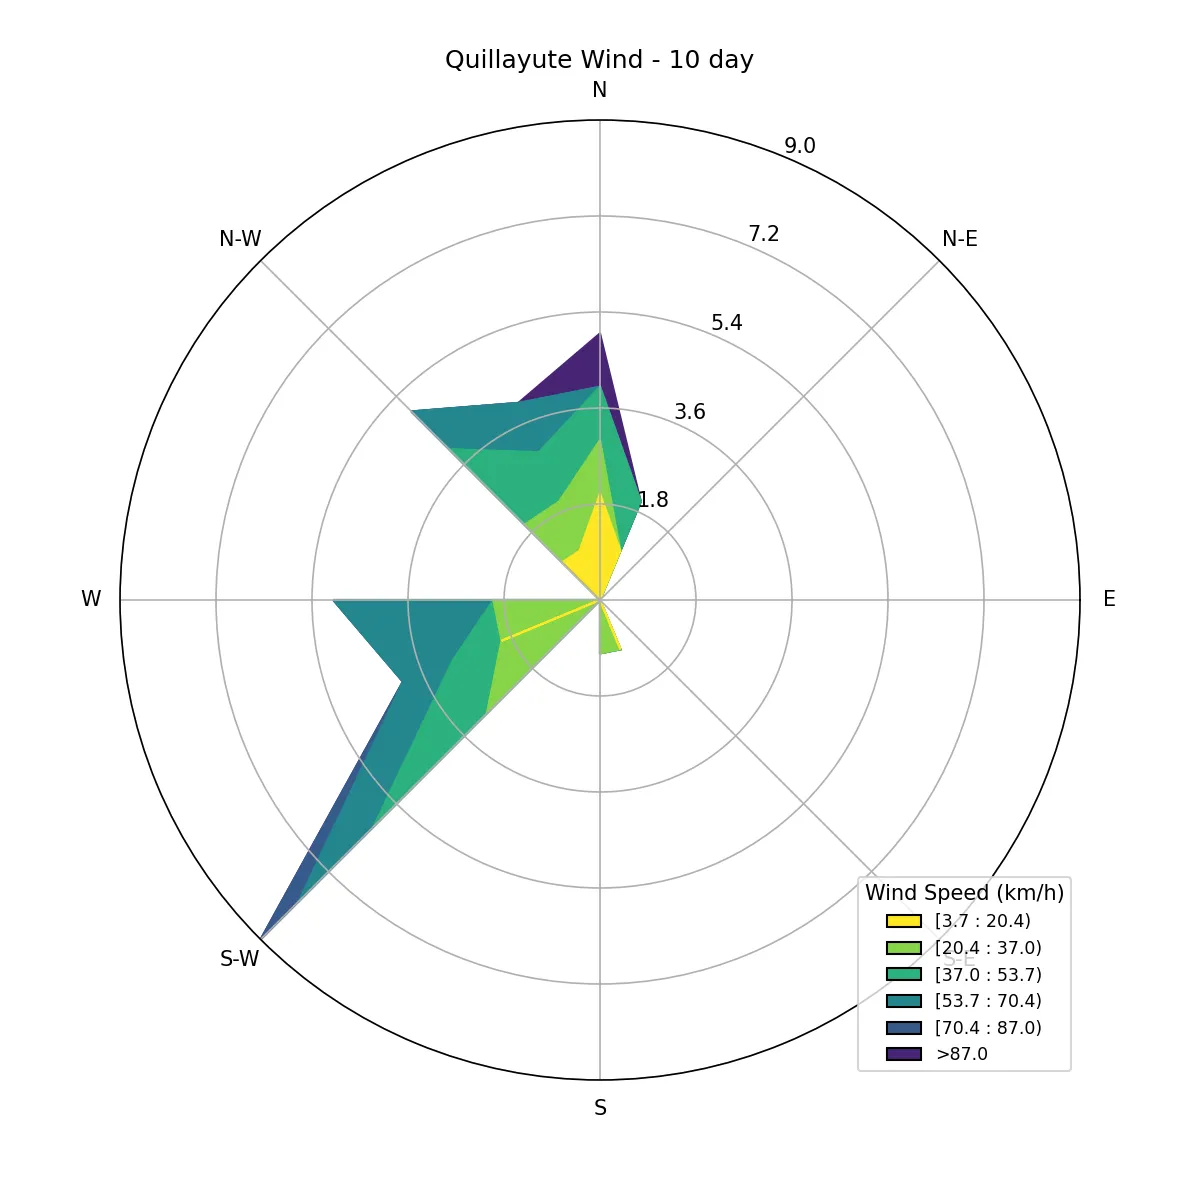 Quillayute Wind - 10 day
N
9.0
N-W
7.2
N-E
5.4
3.6
1.8
W
E
S-W
S-E
Wind Speed (km/h)
[3.7 : 20.4)
[20.4 : 37.0)
[37.0 : 53.7)
[53.7 : 70.4)
[70.4 : 87.0)
>87.0
S